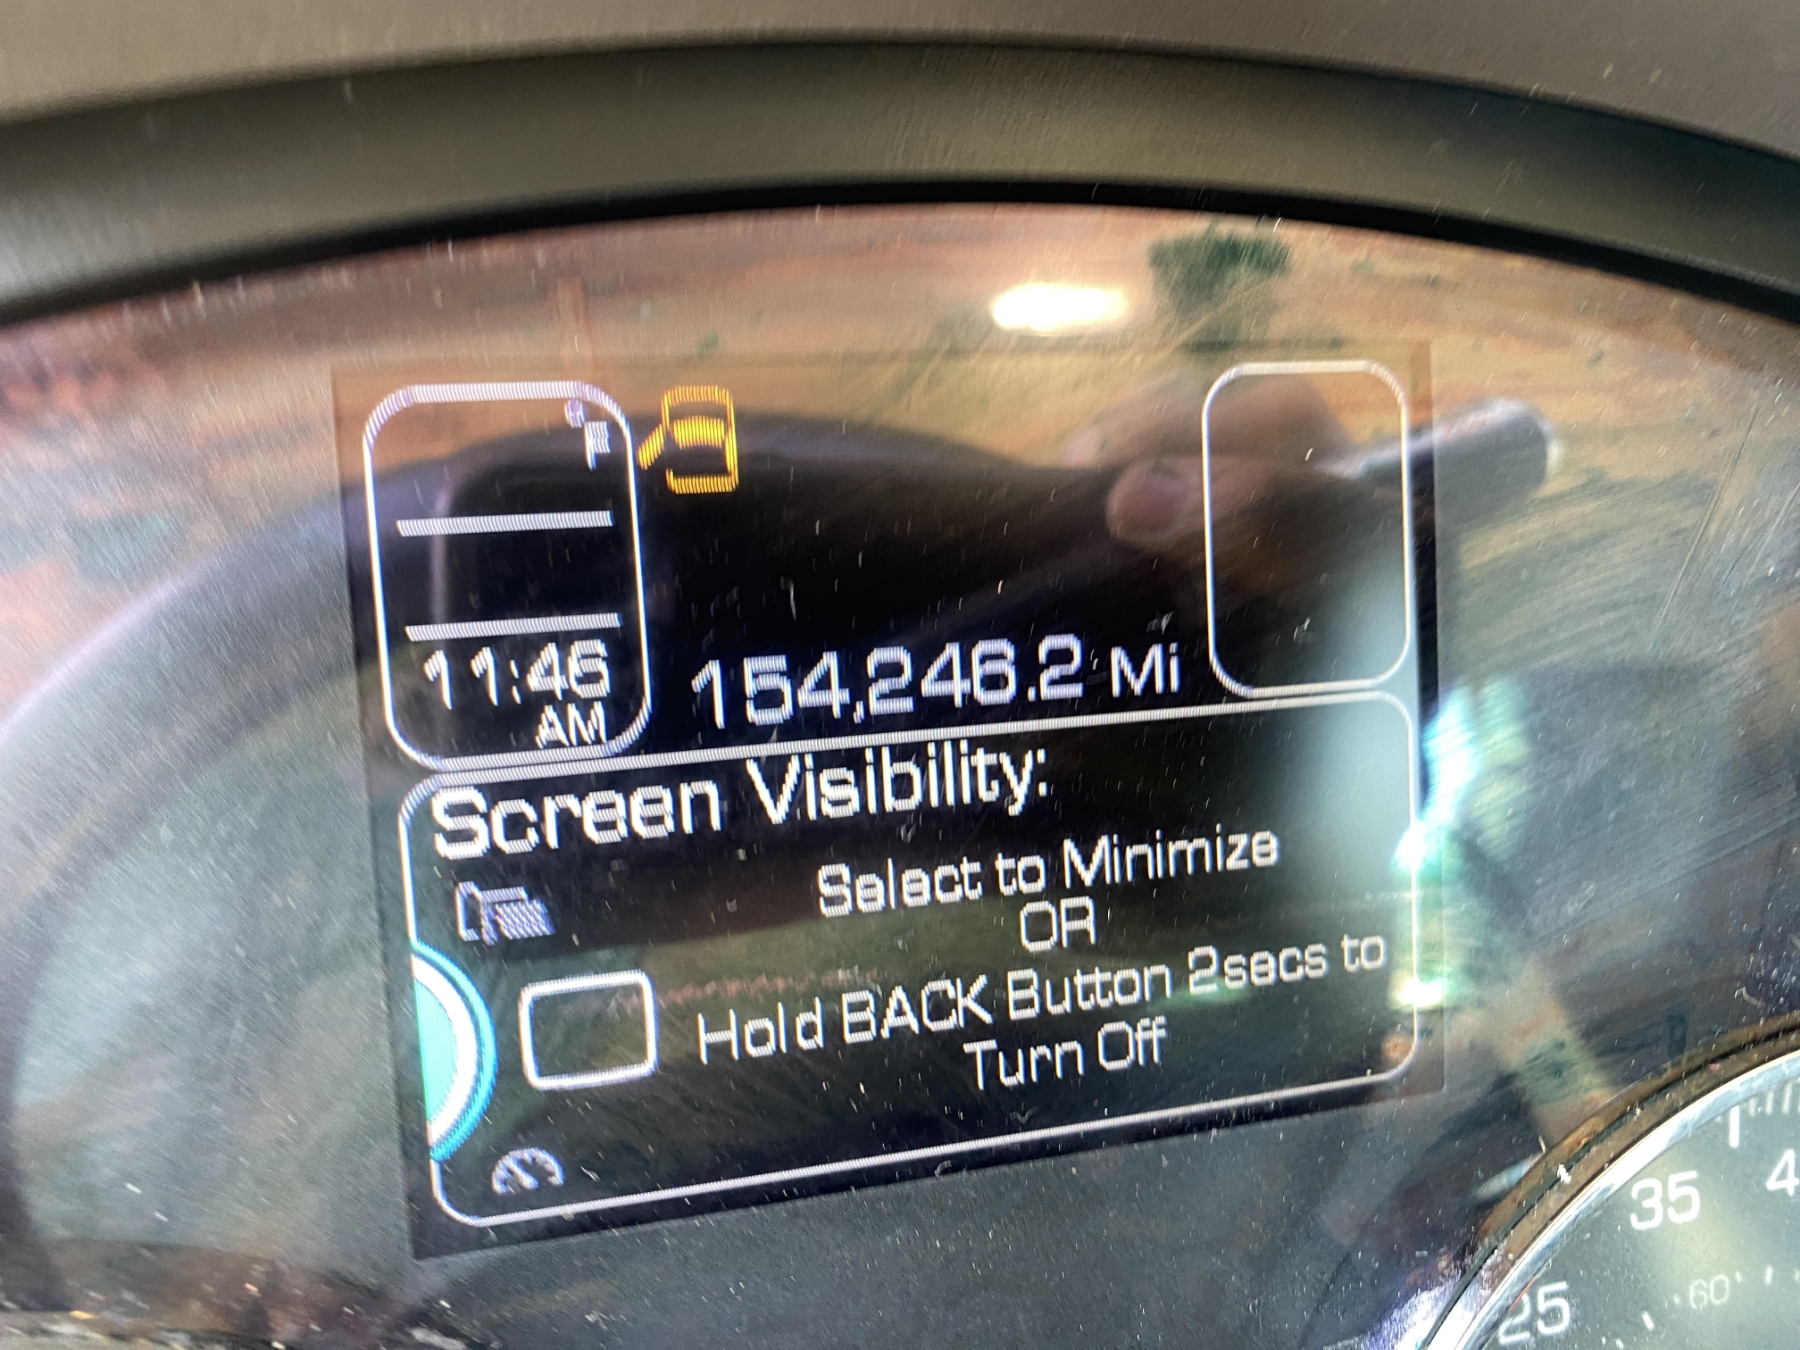 °F
11:46
AM
154,246.2 Mi
Screen Visibility:
Select to Minimize
OR
Hold BACK Button 2secs to
Turn Off
35
25
60